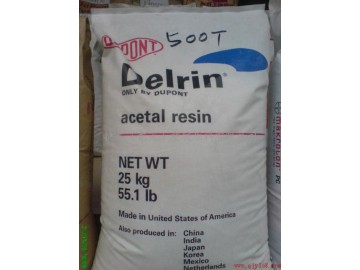 DUPONT 500T
Delrin®
ONLY BY DUPONT
acetal resin
NET WT
25 kg
55.1 lb
Made in United States of America
Also produced in: China
India
Japan
Korea
Mexico
Netherlands